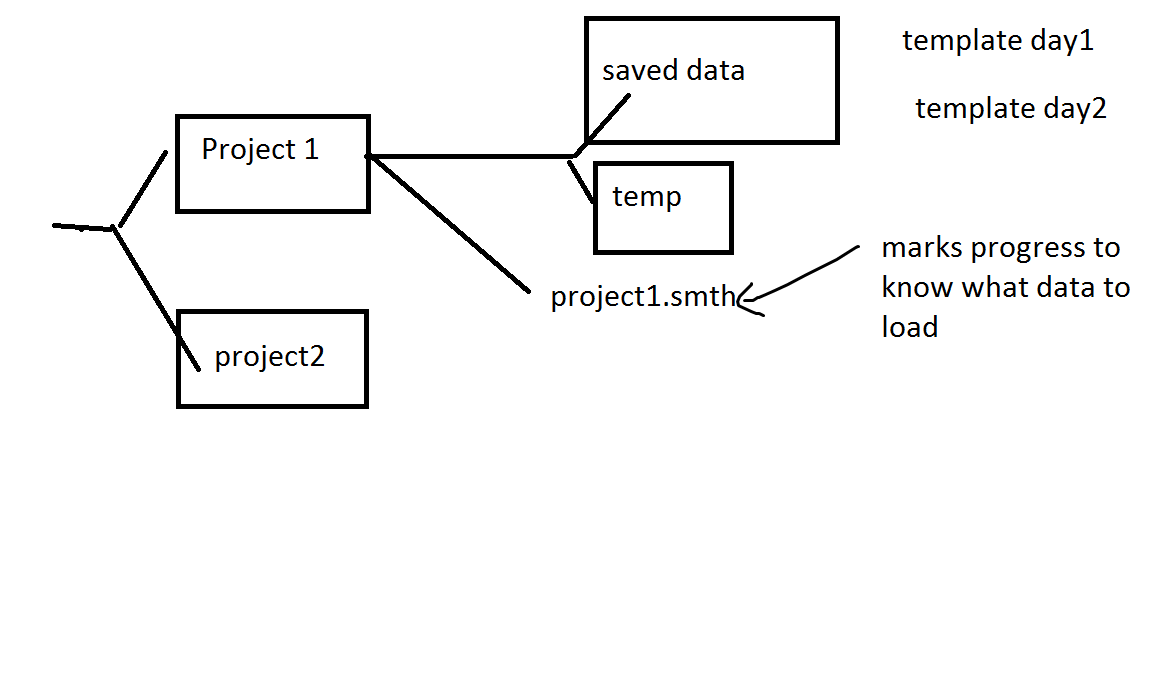 template day1
saved data
template day2
Project 1
temp
marks progress to
know what data to
load
project1.smth
project2